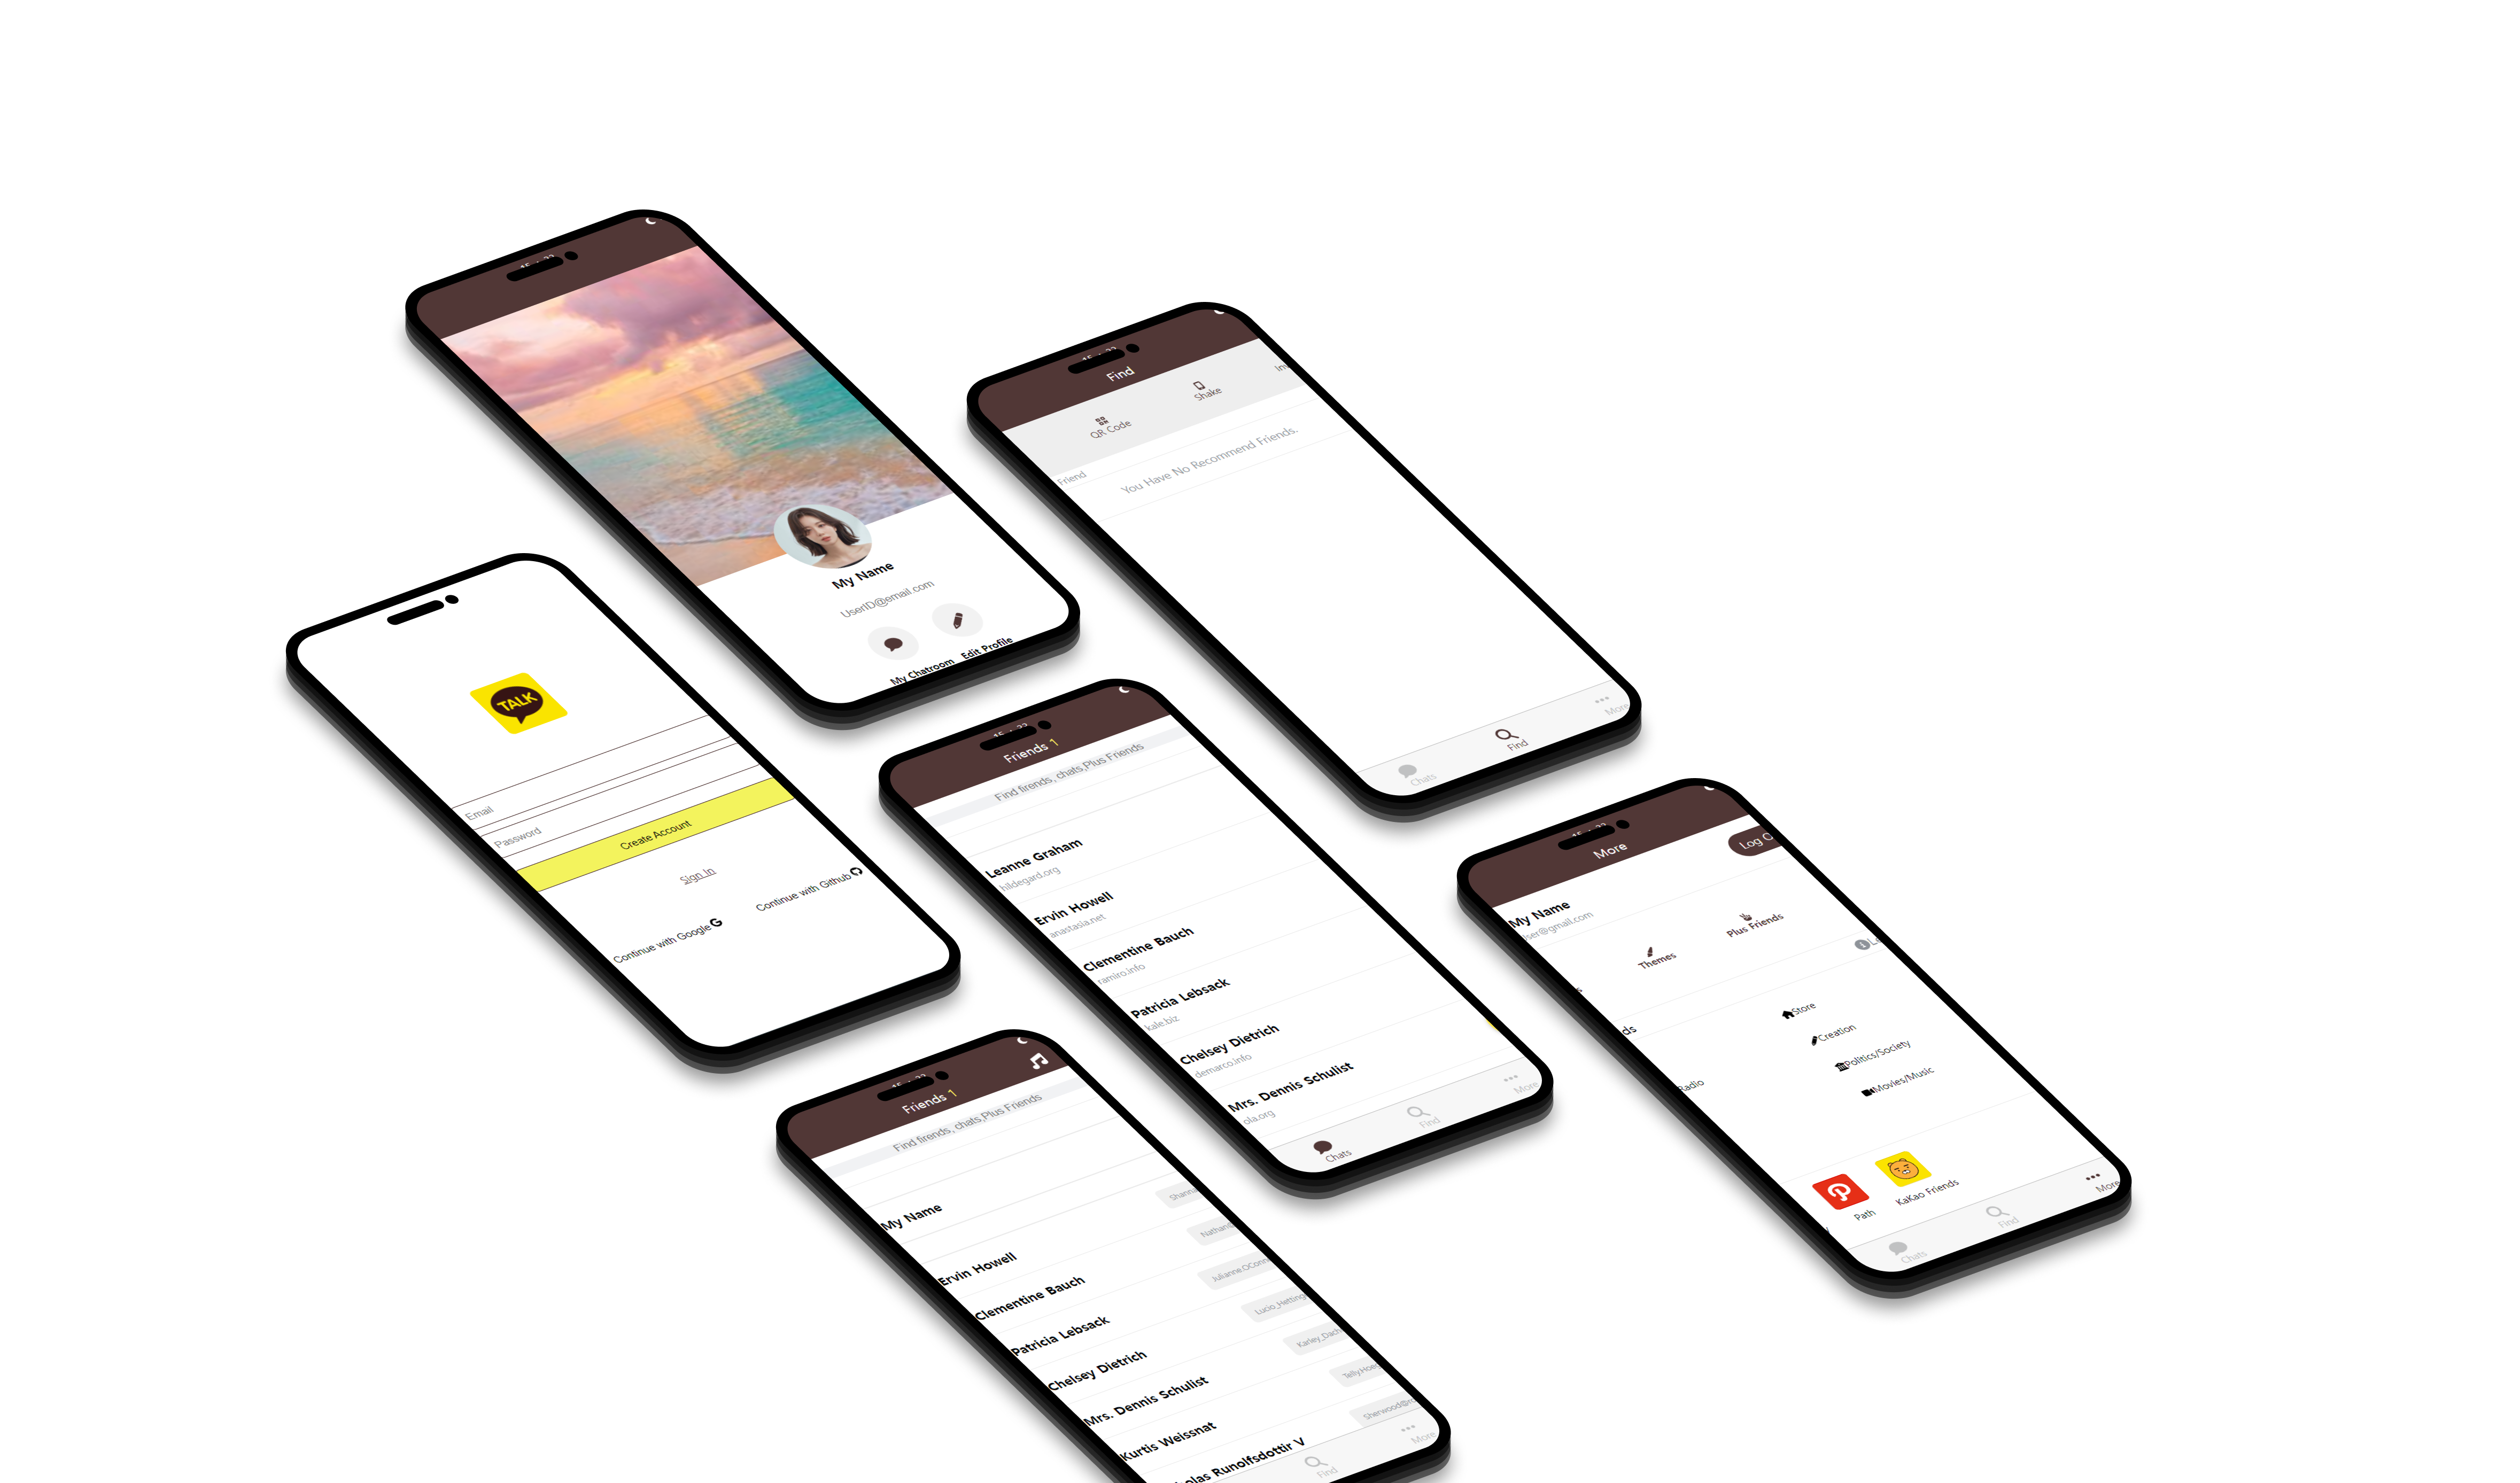 My Name
UserID@email.com
My Chatroom
Edit Profile
Find
QR Code
Shake
Friend
You Have No Recommend Friends.
Chats
Find
More
TALK
Email
Password
Create Account
Sign In
Continue with Google
Continue with Github
Friends 1
Find firends, chats,Plus Friends
Leanne Graham
hildegard.org
Ervin Howell
anastasia.net
Clementine Bauch
ramiro.info
Patricia Lebsack
kale.biz
Chelsey Dietrich
demarco.info
Mrs. Dennis Schulist
ola.org
Chats
Find
More
More
Log O
My Name
user@gmail.com
Themes
Plus Friends
Store
Creation
Politics/Society
Radio
Movies/Music
Path
KaKao Friends
Chats
Find
More
Friends 1
Find firends, chats,Plus Friends
My Name
Ervin Howell
Clementine Bauch
Patricia Lebsack
Chelsey Dietrich
Mrs. Dennis Schulist
Kurtis Weissnat
Runolfsdottir V
Find
More